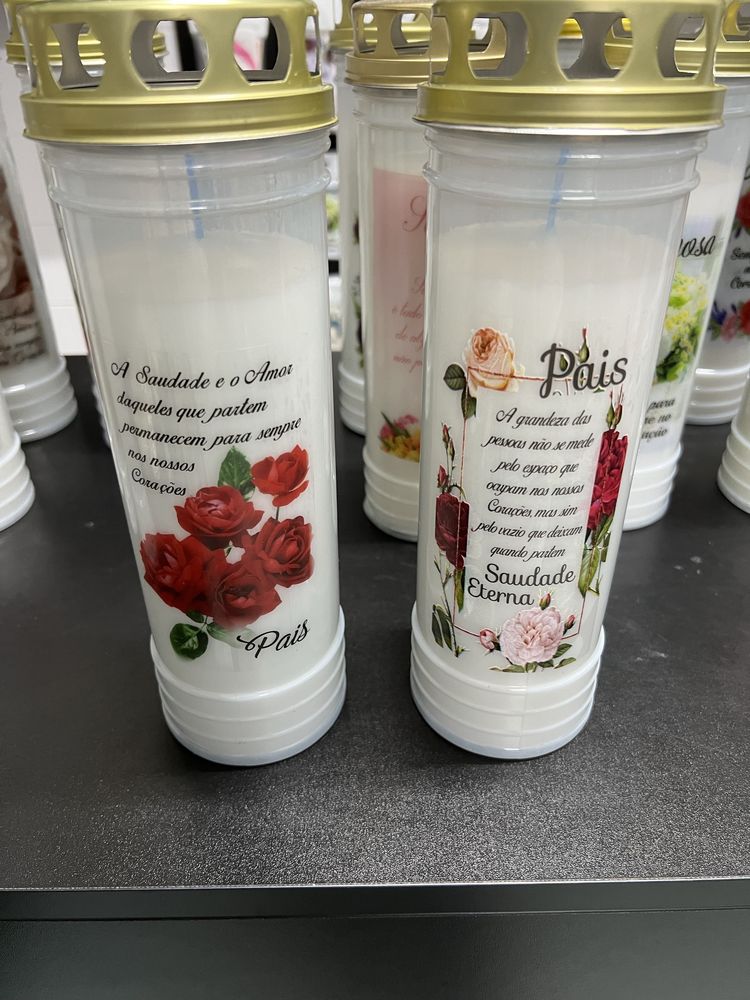 A Saudade e o Amor
daqueles que partem
permanecem para sempre
nos nossos
Corações
Pais
Pais
A grandeza das
pessoas não se mede
pelo espaço que
ocupam nos nossos
Corações, mas sim
pelo vazio que deixam
quando partem
Saudade
Eterna